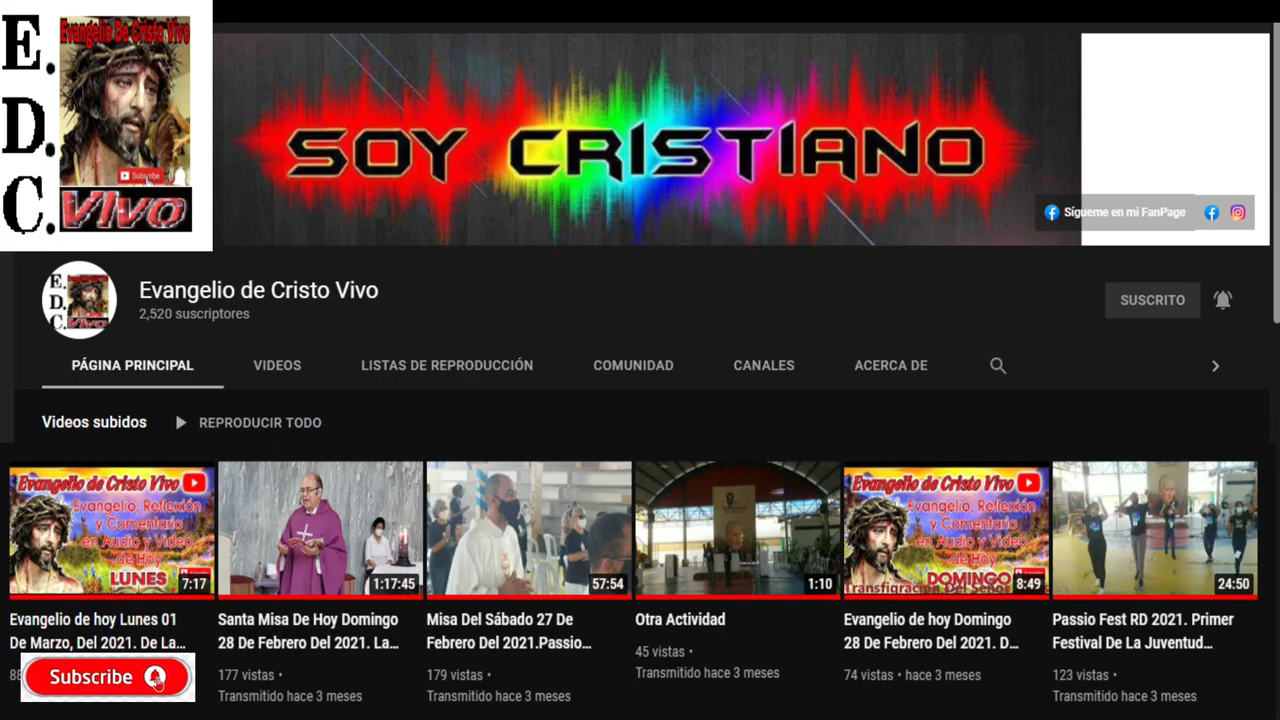 E.
D.
C.
Evangelio De Cristo Vivo
Subscribe
Vivo
SOY CRISTIANO
Sígueme en mi FanPage
E.
D.
C.
Vivo
Evangelio de Cristo Vivo
2,520 suscriptores
SUSCRITO
PÁGINA PRINCIPAL VIDEOS LISTAS DE REPRODUCCIÓN COMUNIDAD CANALES ACERCA DE
Videos subidos REPRODUCIR TODO
Evangelio de Cristo Vivo
Evangelio, Reflexión
y Comentario
en Audio y Video
de Hoy
LUNES
7:17
1:17:45
57:54
1:10
Evangelio de Cristo Vivo
Evangelio, Reflexión
y Comentario
en Audio y Video
de Hoy
DOMINGO
Transfigración Del Señor
8:49
24:50
Evangelio de hoy Lunes 01
De Marzo, Del 2021. De La...
Santa Misa De Hoy Domingo
28 De Febrero Del 2021. La...
177 vistas •
Transmitido hace 3 meses
Misa Del Sábado 27 De
Febrero Del 2021.Passio...
179 vistas •
Transmitido hace 3 meses
Otra Actividad
45 vistas •
Transmitido hace 3 meses
Evangelio de hoy Domingo
28 De Febrero Del 2021. D...
74 vistas • hace 3 meses
Passio Fest RD 2021. Primer
Festival De La Juventud...
123 vistas •
Transmitido hace 3 meses
Subscribe